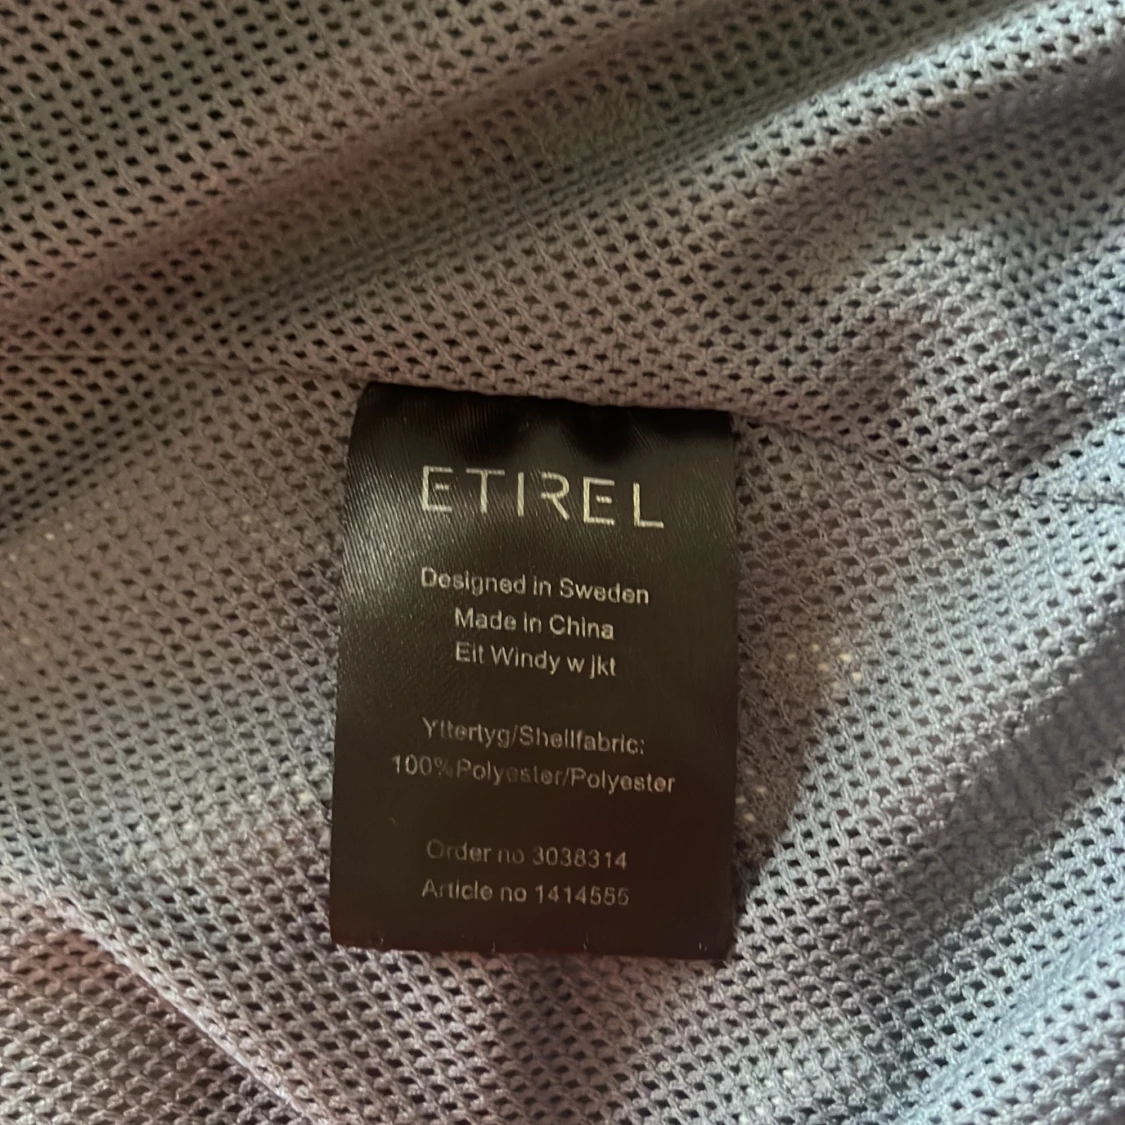 ETIREL
Designed in Sweden
Made in China
Eit Windy w jkt
Yttertyg/Shellfabric:
100%Polyester/Polyester
Order no 3038314
Article no 1414555